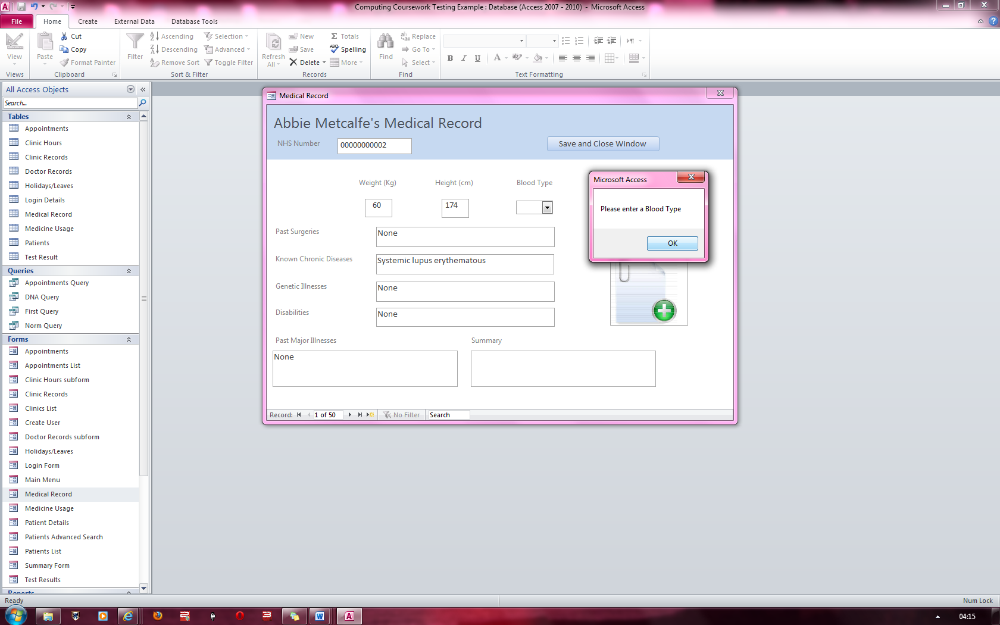 Computing Coursework Testing Example : Database (Access 2007 - 2010) - Microsoft Access
File Home Create External Data Database Tools
View
Views
Paste
Cut
Copy
Format Painter
Clipboard
Filter
Ascending
Descending
Remove Sort
Selection
Advanced
Toggle Filter
Sort & Filter
Refresh All
New
Save
Delete
Totals
Spelling
More
Records
Find
Replace
Go To
Select
Find
B I U
Text Formatting
All Access Objects
Search...
Tables
Appointments
Clinic Hours
Clinic Records
Doctor Records
Holidays/Leaves
Login Details
Medical Record
Medicine Usage
Patients
Test Result
Queries
Appointments Query
DNA Query
First Query
Norm Query
Forms
Appointments
Appointments List
Clinic Hours subform
Clinic Records
Clinics List
Create User
Doctor Records subform
Holidays/Leaves
Login Form
Main Menu
Medical Record
Medicine Usage
Patient Details
Patients Advanced Search
Patients List
Summary Form
Test Results
Reports
Medical Record
Abbie Metcalfe's Medical Record
NHS Number 00000000002
Save and Close Window
Weight (Kg) Height (cm) Blood Type
60 174
Past Surgeries None
Known Chronic Diseases Systemic lupus erythematous
Genetic Illnesses None
Disabilities None
Past Major Illnesses Summary
None
Record: 1 of 50 No Filter Search
Microsoft Access
Please enter a Blood Type
OK
Ready Num Lock
04:15